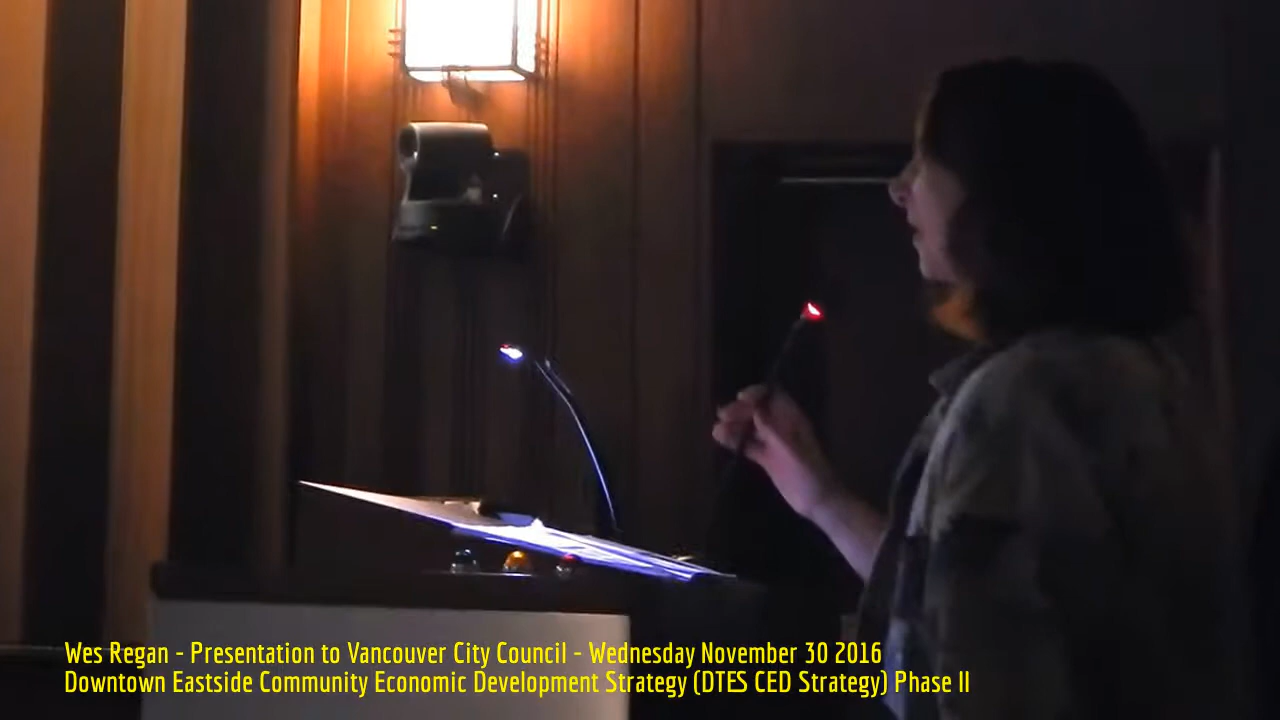 Wes Regan - Presentation to Vancouver City Council - Wednesday November 30 2016
Downtown Eastside Community Economic Development Strategy (DTES CED Strategy) Phase II